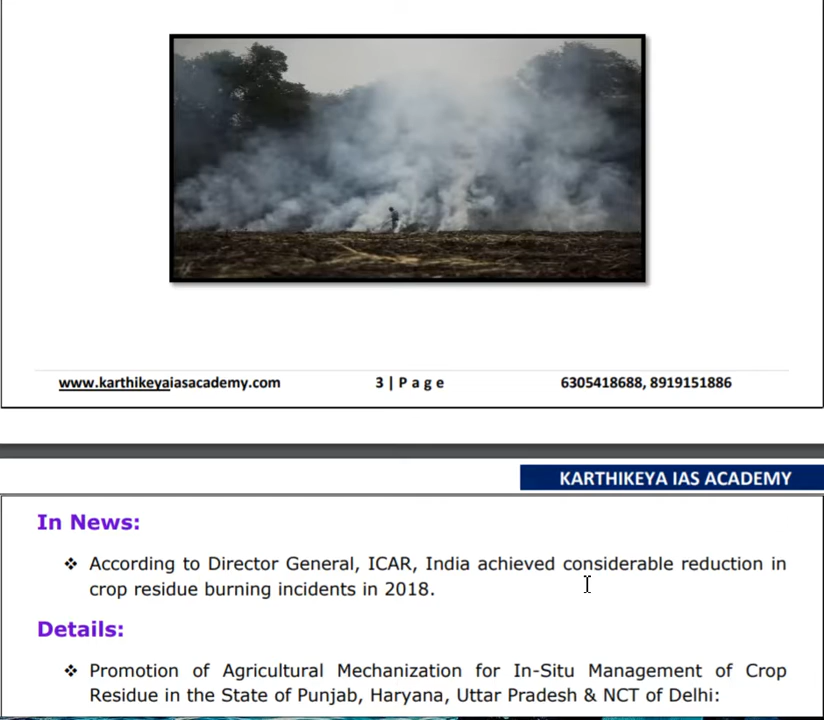 www.karthikeyaiasacademy.com
3 | P a g e
6305418688, 8919151886
KARTHIKEYA IAS ACADEMY
In News:
❖ According to Director General, ICAR, India achieved considerable reduction in
crop residue burning incidents in 2018.
Details:
❖ Promotion of Agricultural Mechanization for In-Situ Management of Crop
Residue in the State of Punjab, Haryana, Uttar Pradesh & NCT of Delhi: